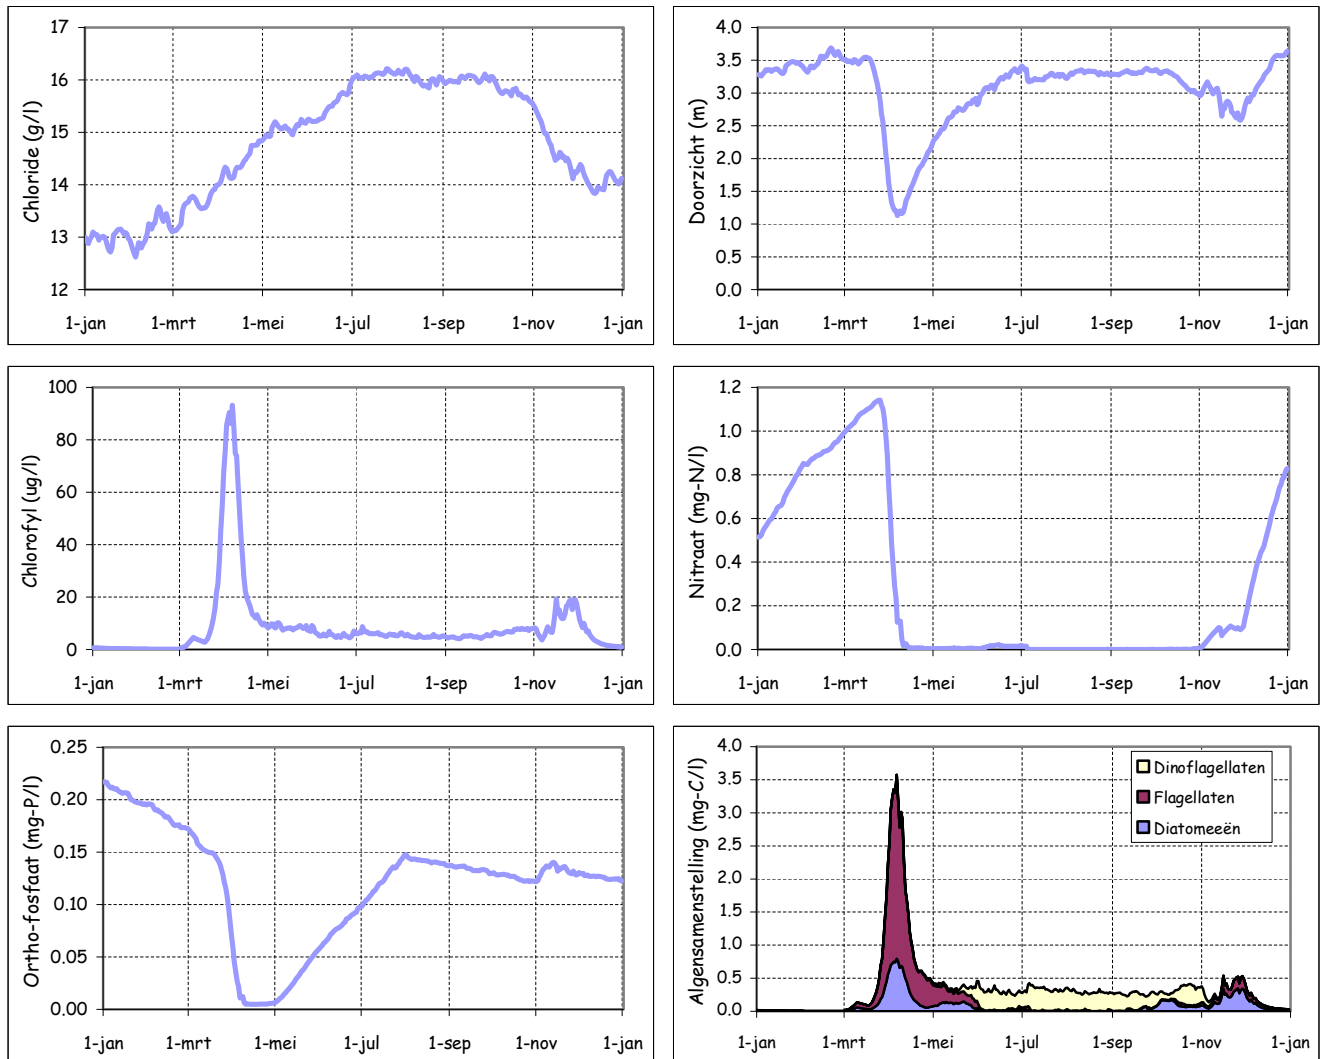 Chloride (g/l)
17
16
15
14
13
12
1-jan 1-mrt 1-mei 1-jul 1-sep 1-nov 1-jan
Doorzicht (m)
4.0
3.5
3.0
2.5
2.0
1.5
1.0
0.5
0.0
1-jan 1-mrt 1-mei 1-jul 1-sep 1-nov 1-jan
Chlorofyl (ug/l)
100
80
60
40
20
0
1-jan 1-mrt 1-mei 1-jul 1-sep 1-nov 1-jan
Nitraat (mg-N/l)
1.2
1.0
0.8
0.6
0.4
0.2
0.0
1-jan 1-mrt 1-mei 1-jul 1-sep 1-nov 1-jan
Ortho-fosfaat (mg-P/l)
0.25
0.20
0.15
0.10
0.05
0.00
1-jan 1-mrt 1-mei 1-jul 1-sep 1-nov 1-jan
Algensamenstelling (mg-C/l)
4.0
3.5
3.0
2.5
2.0
1.5
1.0
0.5
0.0
Dinoflagellaten
Flagellaten
Diatomeeën
1-jan 1-mrt 1-mei 1-jul 1-sep 1-nov 1-jan